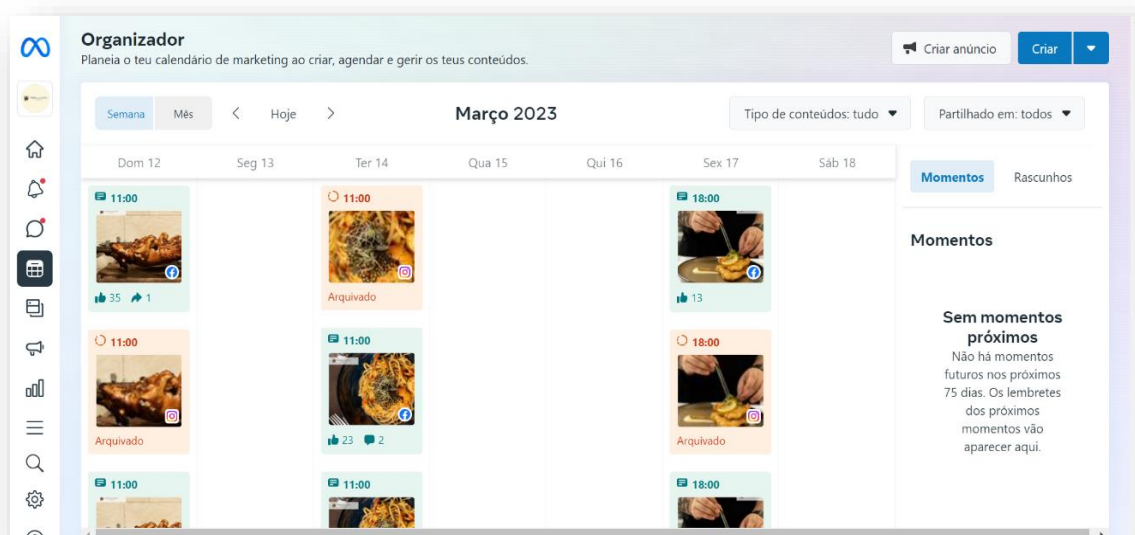 Organizador
Planeia o teu calendário de marketing ao criar, agendar e gerir os teus conteúdos.
Criar anúncio
Criar
Semana
Mês
Hoje
Março 2023
Tipo de conteúdos: tudo
Partilhado em: todos
Dom 12
Seg 13
Ter 14
Qua 15
Qui 16
Sex 17
Sáb 18
Momentos
Rascunhos
11:00
11:00
18:00
Momentos
35
1
Arquivado
13
Sem momentos
próximos
Não há momentos
futuros nos próximos
75 dias. Os lembretes
dos próximos
momentos vão
aparecer aqui.
11:00
11:00
18:00
Arquivado
23
2
Arquivado
11:00
11:00
18:00